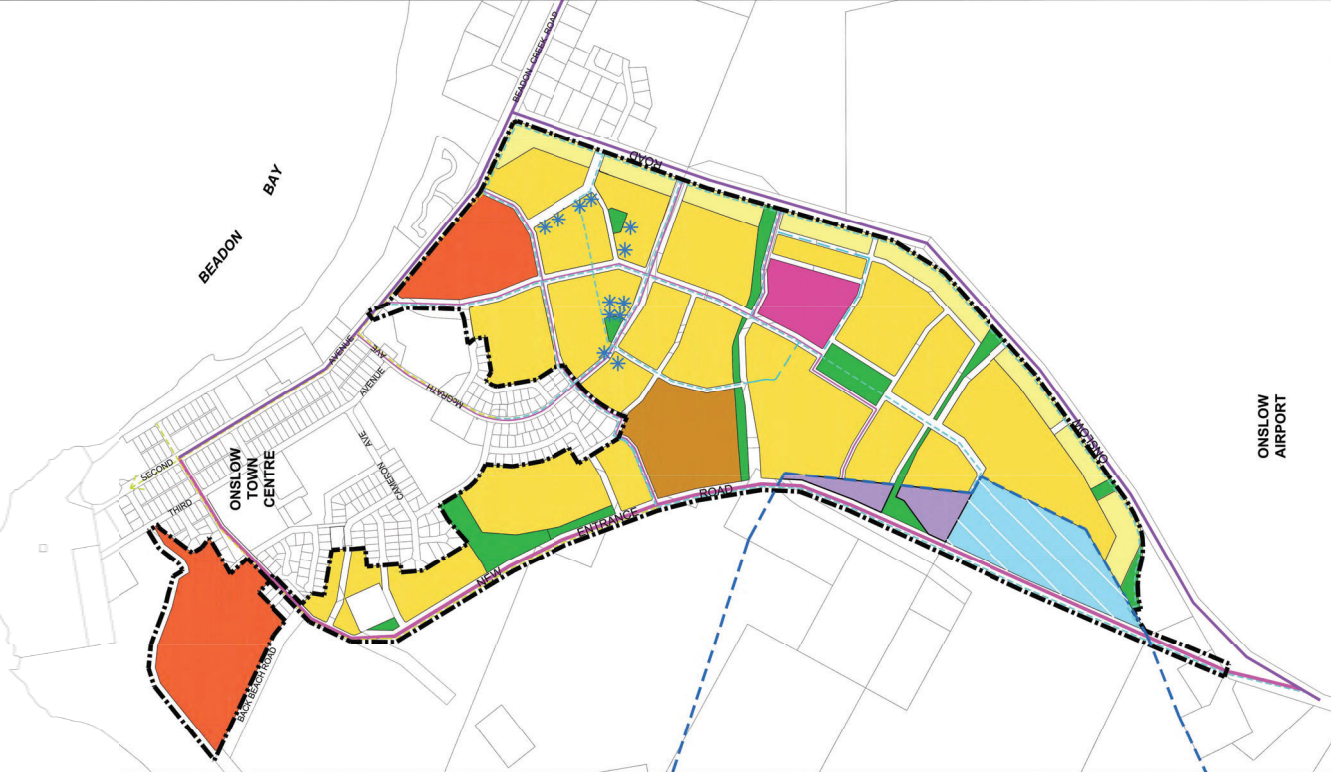 BEADON CREEK ROAD
ROAD
BEADON BAY
AVENUE
AVE
AVENUE
McGRATH
ONSLOW
ONSLOW
AIRPORT
SECOND
ONSLOW
TOWN
CENTRE
AVE
CAMERON
THIRD
ROAD
ENTRANCE
NEW
BACK BEACH ROAD